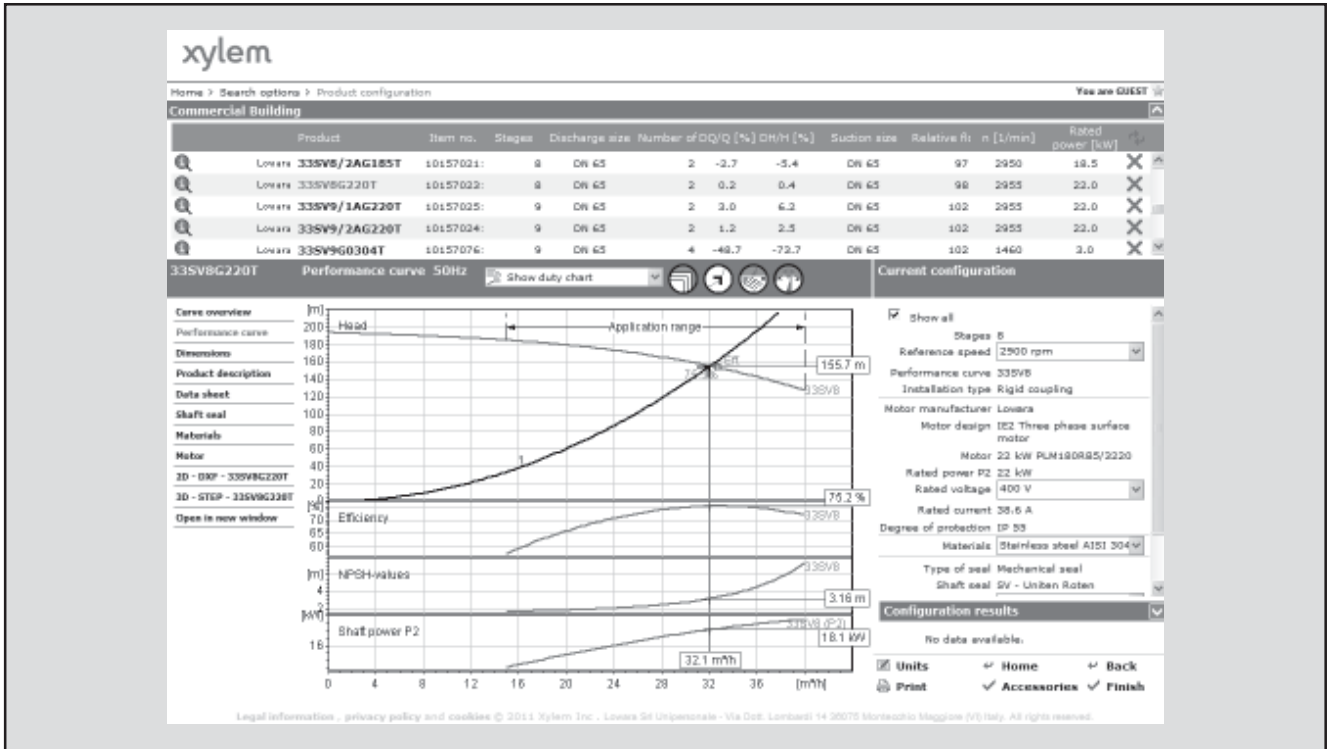 xylem
Home > Search options > Product configuration You are GUEST
Commercial Building
Product Item no. Stages Discharge size Number of DQ/Q [%] DH/H [%] Suction size Relative n [1/min] Rated power [kW]
Lowara 33SV8/2AG185T 10157021: 8 DN 65 2 -2.7 -5.4 DN 65 97 2950 18.5
Lowara 33SV8G220T 10157022: 8 DN 65 2 0.2 0.4 DN 65 98 2955 22.0
Lowara 33SV9/1AG220T 10157025: 9 DN 65 2 3.0 6.2 DN 65 102 2955 22.0
Lowara 33SV9/2AG220T 10157024: 9 DN 65 2 1.2 2.5 DN 65 102 2955 22.0
Lowara 33SV9G0304T 10157076: 9 DN 65 4 -48.7 -73.7 DN 65 102 1460 3.0
33SV8G220T Performance curve 50Hz Show duty chart Current configuration
Curve overview
Performance curve
Dimensions
Product description
Data sheet
Shaft seal
Materials
Motor
2D - DXF - 33SV8G220T
3D - STEP - 33SV8G220T
Open in new window
[m]
200 Head
Application range
180
160
Eff
155.7 m
140
120
33SV8
100
80
60
1
40
20
0
76.2 %
[%]
70 Efficiency
33SV8
65
60
[m] NPSH-values
33SV8
4
3.16 m
2
[kW]
Shaft power P2
33SV8 (P2)
18.1 kW
16
32.1 m³/h
0 4 8 12 16 20 24 28 32 36 [m³/h]
Show all
Stages 8
Reference speed 2900 rpm
Performance curve 33SV8
Installation type Rigid coupling
Motor manufacturer Lowara
Motor design IE2 Three phase surface
motor
Motor 22 kW PLM180R85/3220
Rated power P2 22 kW
Rated voltage 400 V
Rated current 38.6 A
Degree of protection IP 55
Materials Stainless steel AISI 304
Type of seal Mechanical seal
Shaft seal SV - Uniten Roten
Configuration results
No data available.
Units Home Back
Print Accessories Finish
Legal information , privacy policy and cookies © 2011 Xylem Inc . Lowara Srl Unipersonale - Via Dott. Lombardi 14 36075 Montecchio Maggiore (VI) Italy. All rights reserved.